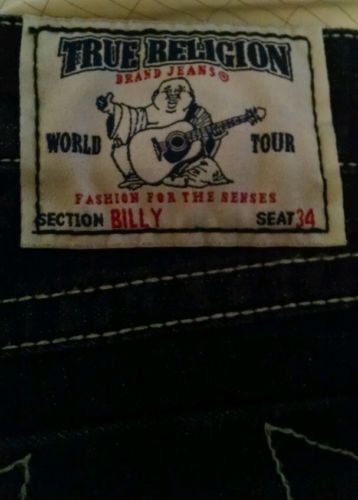 TRUE RELIGION
BRAND JEANS®
WORLD TOUR
FASHION FOR THE SENSES
SECTION BILLY SEAT 34